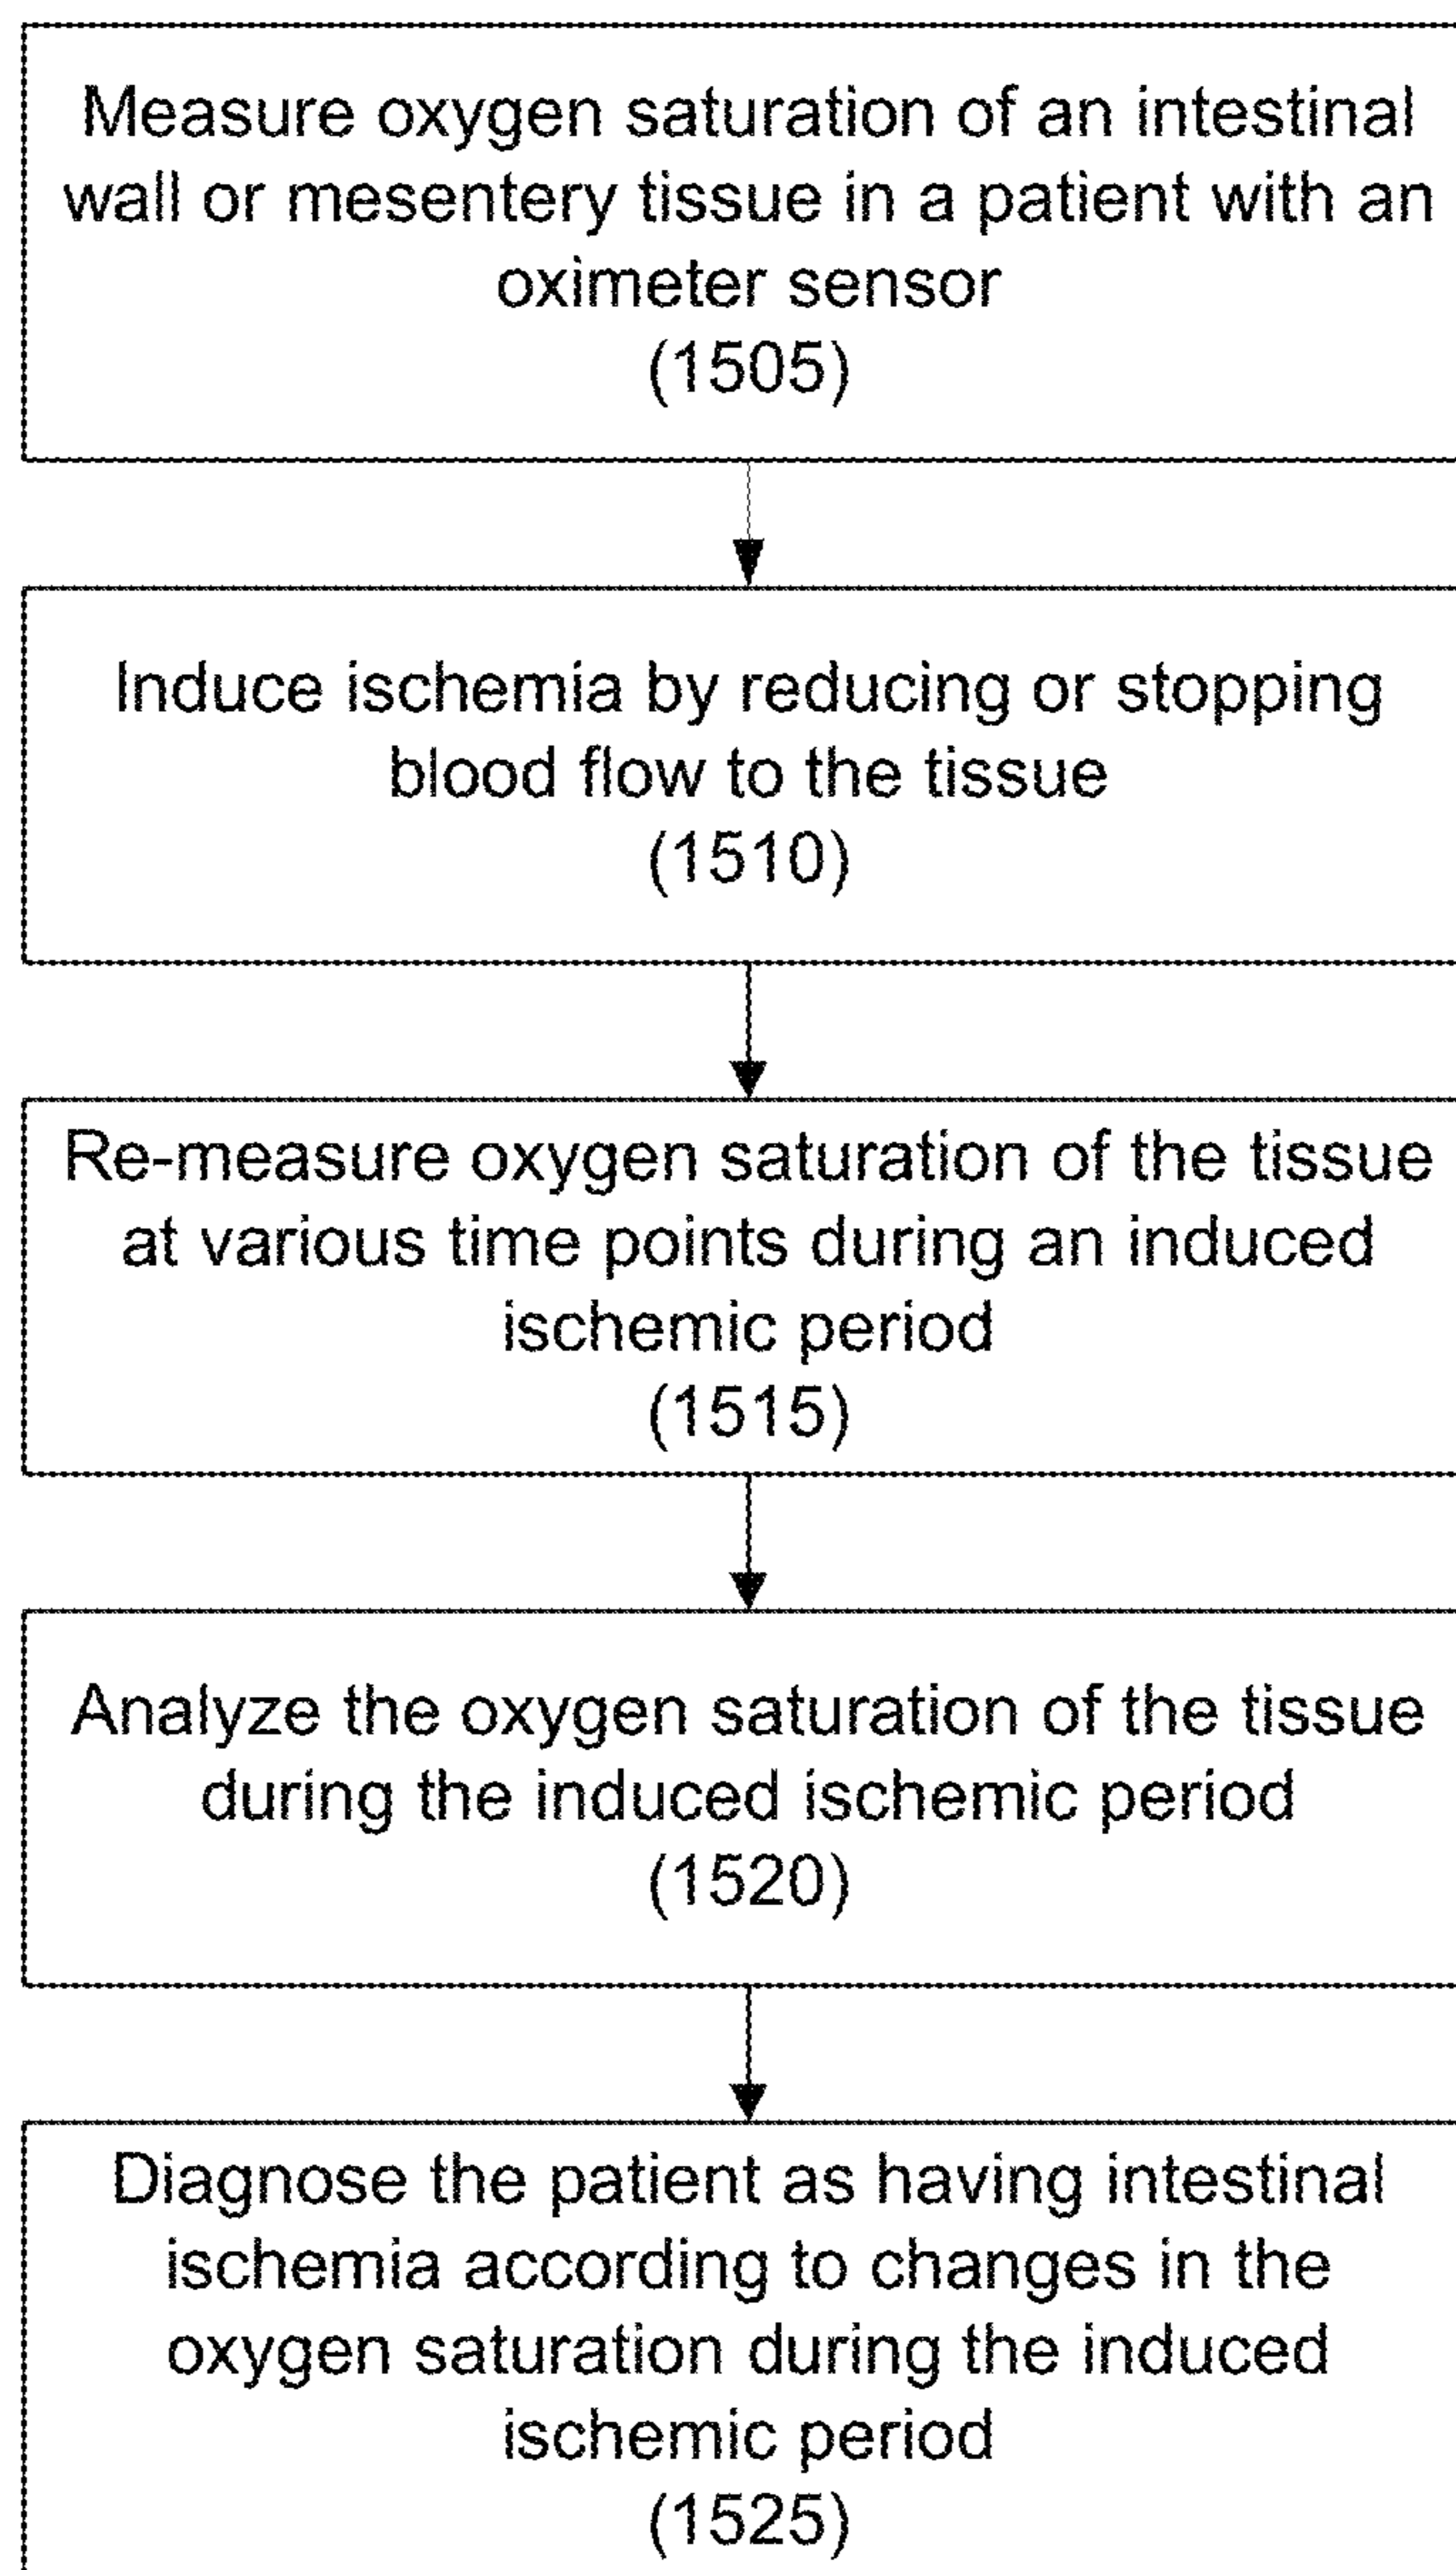 Measure oxygen saturation of an intestinal
wall or mesentery tissue in a patient with an
oximeter sensor
(1505)
Induce ischemia by reducing or stopping
blood flow to the tissue
(1510)
Re-measure oxygen saturation of the tissue
at various time points during an induced
ischemic period
(1515)
Analyze the oxygen saturation of the tissue
during the induced ischemic period
(1520)
Diagnose the patient as having intestinal
ischemia according to changes in the
oxygen saturation during the induced
ischemic period
(1525)